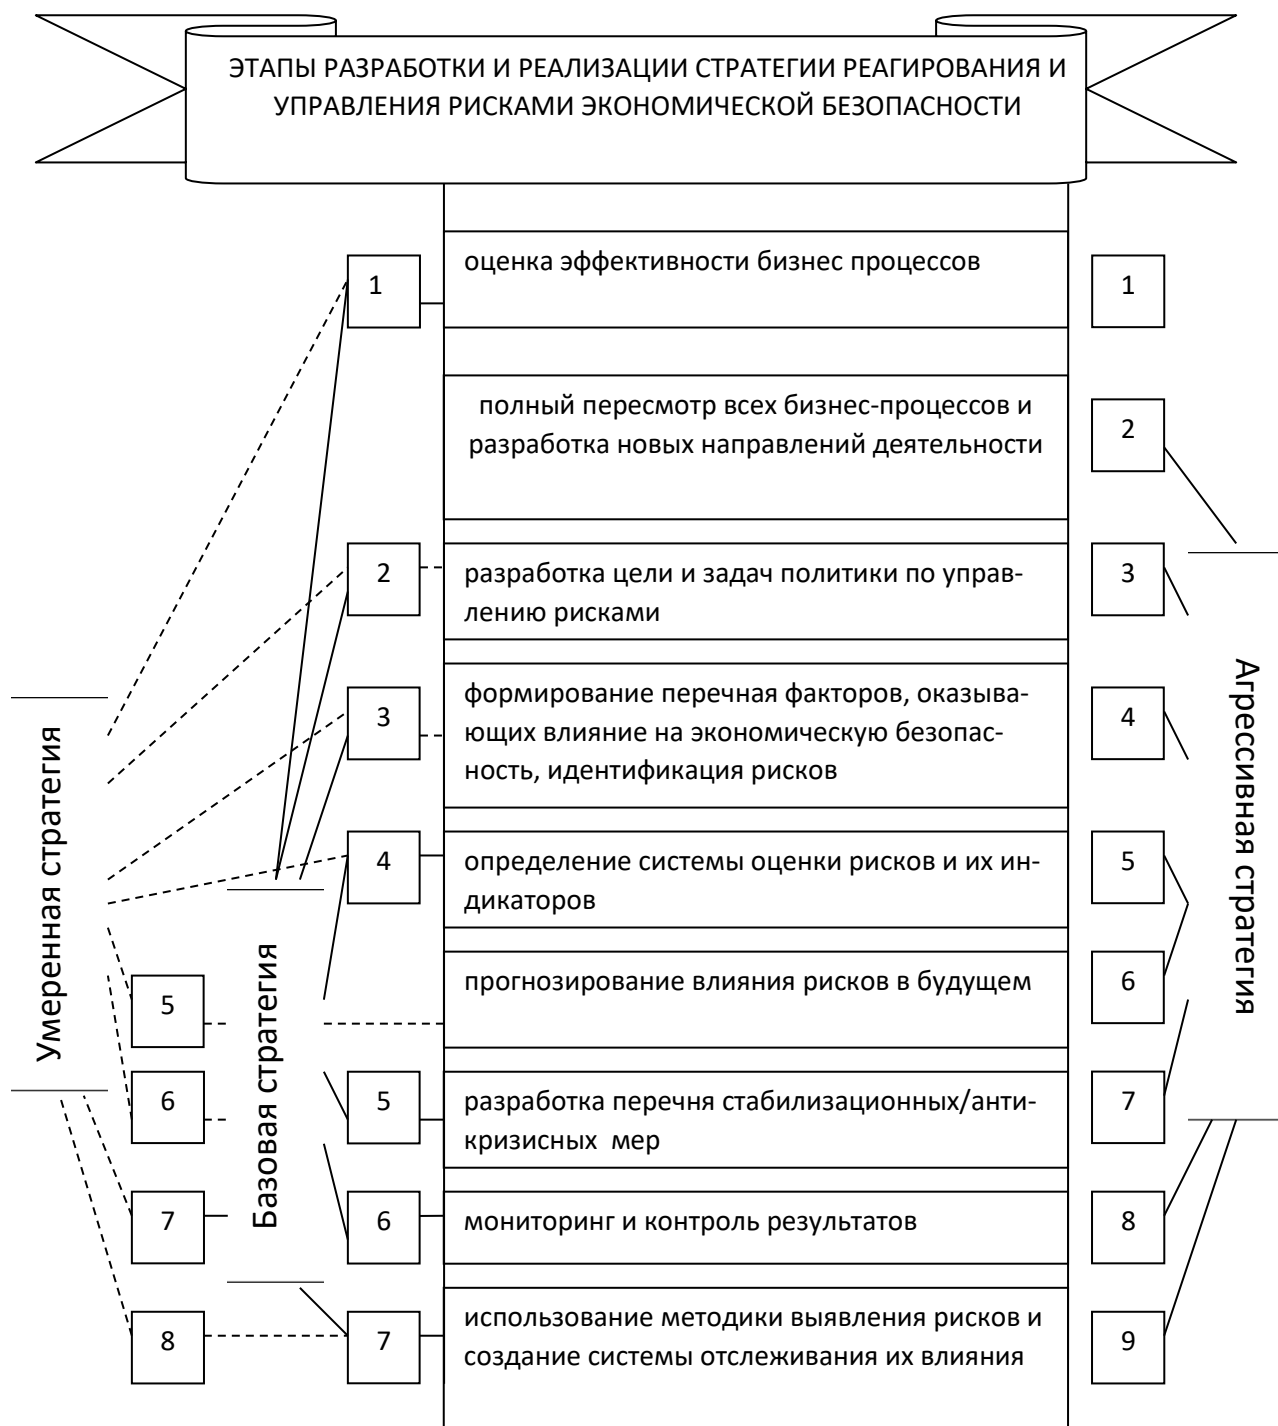 ЭТАПЫ РАЗРАБОТКИ И РЕАЛИЗАЦИИ СТРАТЕГИИ РЕАГИРОВАНИЯ И
УПРАВЛЕНИЯ РИСКАМИ ЭКОНОМИЧЕСКОЙ БЕЗОПАСНОСТИ
1
оценка эффективности бизнес процессов
1
полный пересмотр всех бизнес-процессов и
разработка новых направлений деятельности
2
2
разработка цели и задач политики по управ-
лению рисками
3
3
формирование перечная факторов, оказыва-
ющих влияние на экономическую безопас-
ность, идентификация рисков
4
4
определение системы оценки рисков и их ин-
дикаторов
5
5
прогнозирование влияния рисков в будущем
6
6
5
разработка перечня стабилизационных/анти-
кризисных мер
7
7
6
мониторинг и контроль результатов
8
8
7
использование методики выявления рисков и
создание системы отслеживания их влияния
9
Умеренная стратегия
Базовая стратегия
Агрессивная стратегия